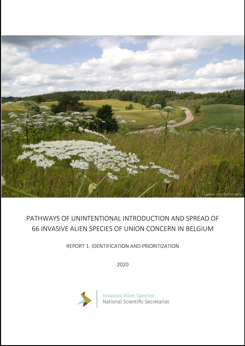 PATHWAYS OF UNINTENTIONAL INTRODUCTION AND SPREAD OF
66 INVASIVE ALIEN SPECIES OF UNION CONCERN IN BELGIUM
REPORT 1. IDENTIFICATION AND PRIORITIZATION
2020
Invasive Alien Species
National Scientific Secretariat